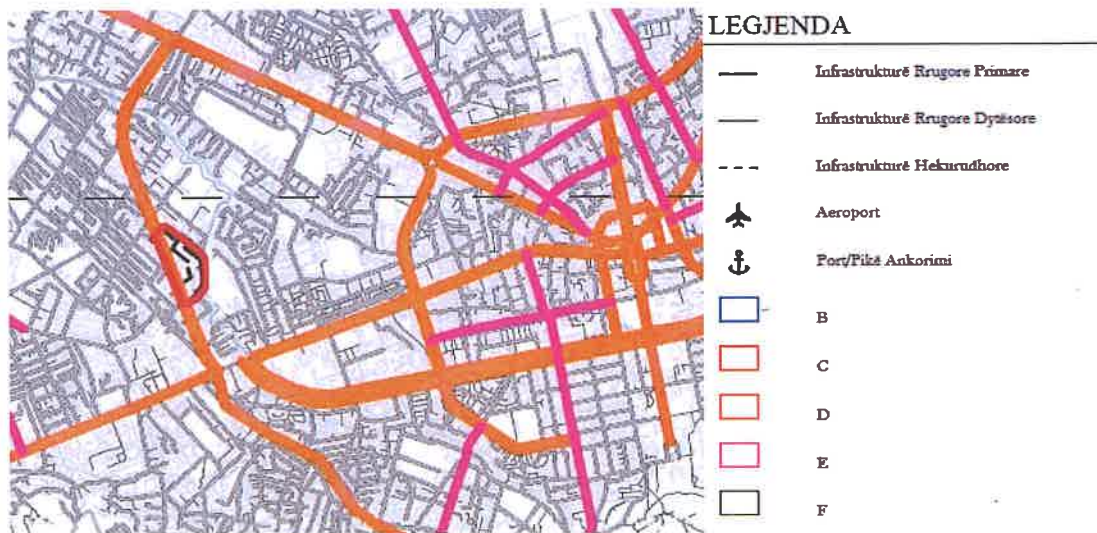 LEGJENDA
Infrastrukturë Rrugore Primare
Infrastrukturë Rrugore Dytësore
Infrastrukturë Hekurudhore
Aeroport
Port/Pikë Ankorimi
B
C
D
E
F